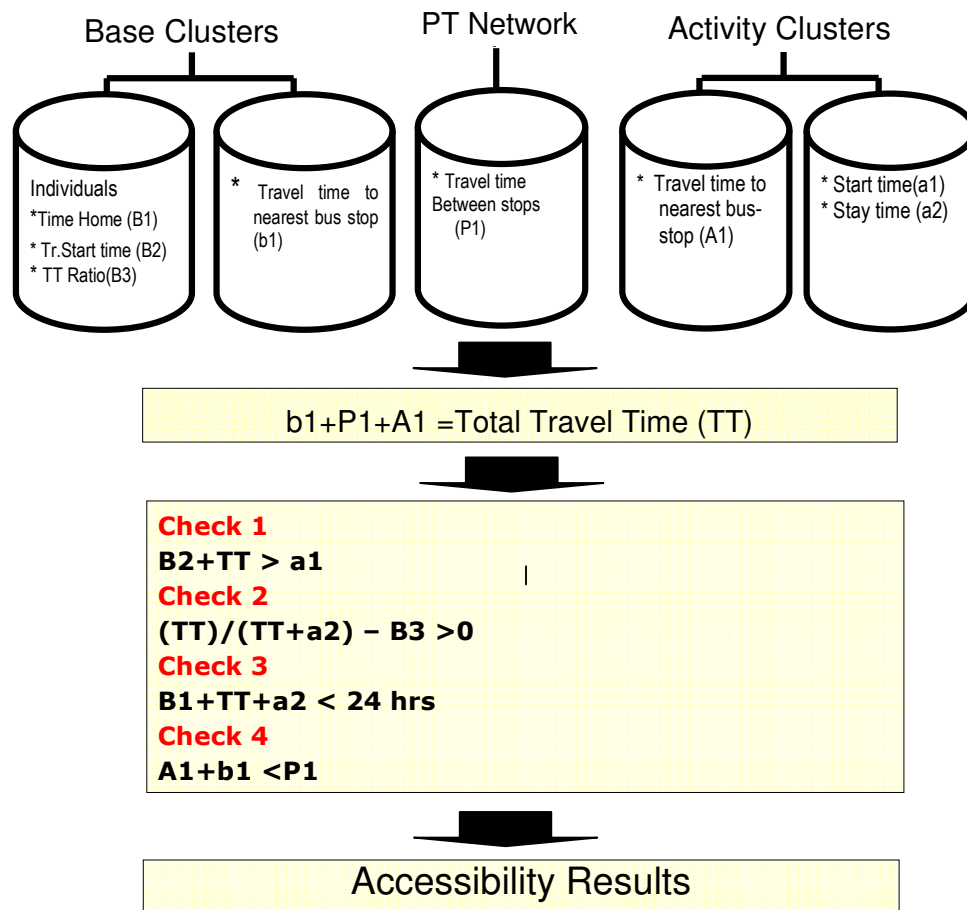 Base Clusters
PT Network
Activity Clusters
Individuals
*Time Home (B1)
* Tr.Start time (B2)
* TT Ratio(B3)
* Travel time to
nearest bus stop
(b1)
* Travel time
Between stops
(P1)
* Travel time to
nearest bus-
stop (A1)
* Start time(a1)
* Stay time (a2)
b1+P1+A1 =Total Travel Time (TT)
Check 1
B2+TT > a1
Check 2
(TT)/(TT+a2) – B3 >0
Check 3
B1+TT+a2 < 24 hrs
Check 4
A1+b1 <P1
Accessibility Results